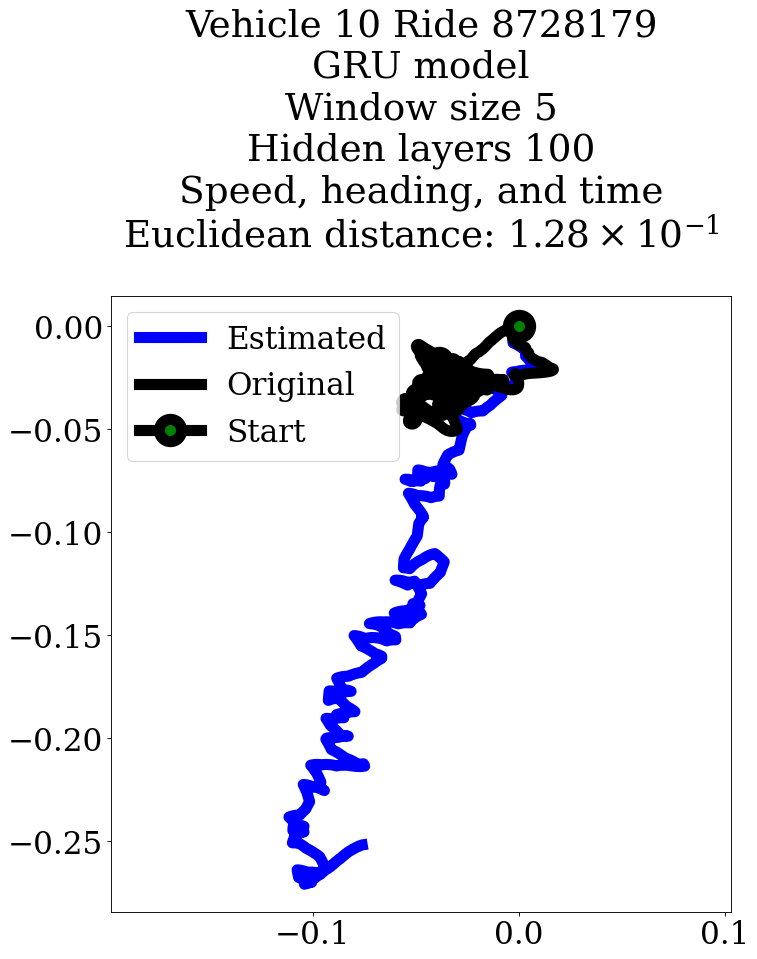 Vehicle 10 Ride 8728179
GRU model
Window size 5
Hidden layers 100
Speed, heading, and time
Euclidean distance: 1.28 × 10⁻¹
Estimated
Original
Start
0.00
−0.05
−0.10
−0.15
−0.20
−0.25
−0.1
0.0
0.1